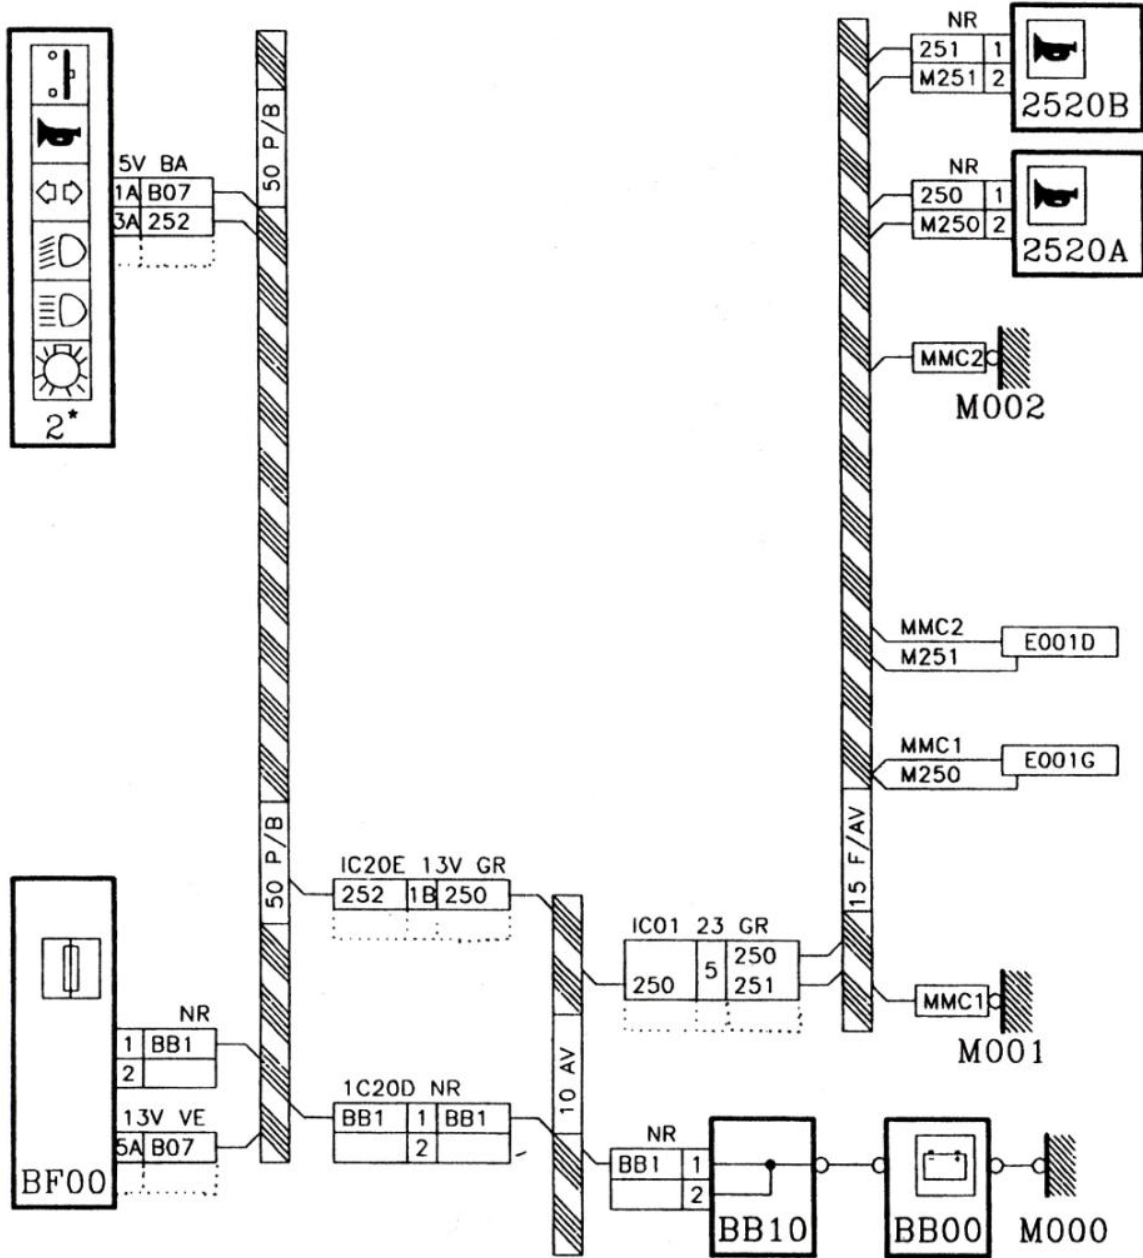 NR
251 1
M251 2
2520B
50 P/B
5V BA
1A B07
3A 252
NR
250 1
M250 2
2520A
2*
MMC2
M002
MMC2
M251
E001D
MMC1
M250
E001G
50 P/B
15 F/AV
IC20E 13V GR
252 1B 250
IC01 23 GR
250
250 5 251
MMC1
M001
NR
1 BB1
2
10 AV
1C20D NR
BB1 1 BB1
2
13V VE
5A B07
BF00
NR
BB1 1
2
BB10
BB00
M000